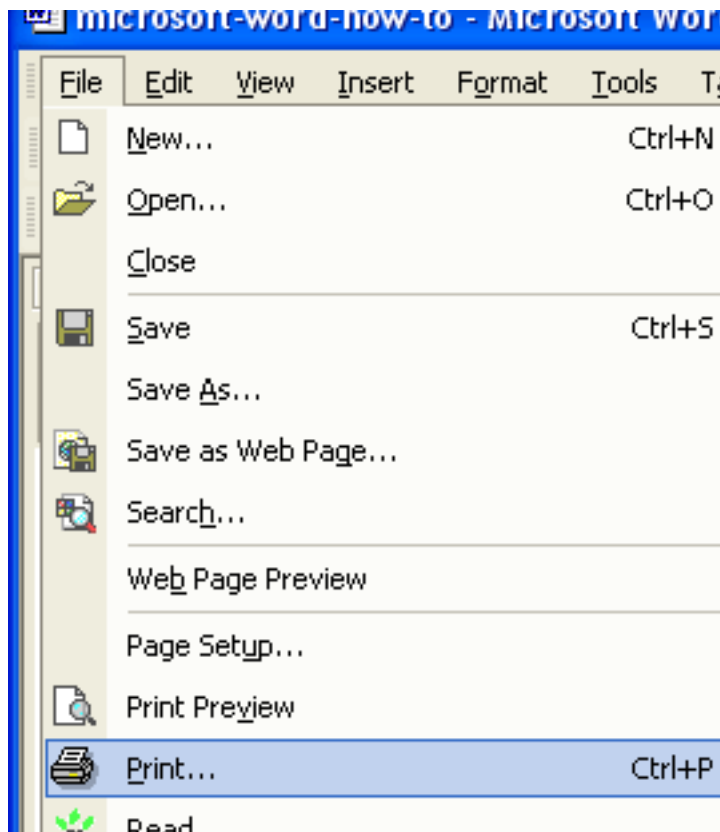 microsoft-word-how-to - Microsoft Wor
File Edit View Insert Format Tools
New... Ctrl+N
Open... Ctrl+O
Close
Save Ctrl+S
Save As...
Save as Web Page...
Search...
Web Page Preview
Page Setup...
Print Preview
Print... Ctrl+P
Read